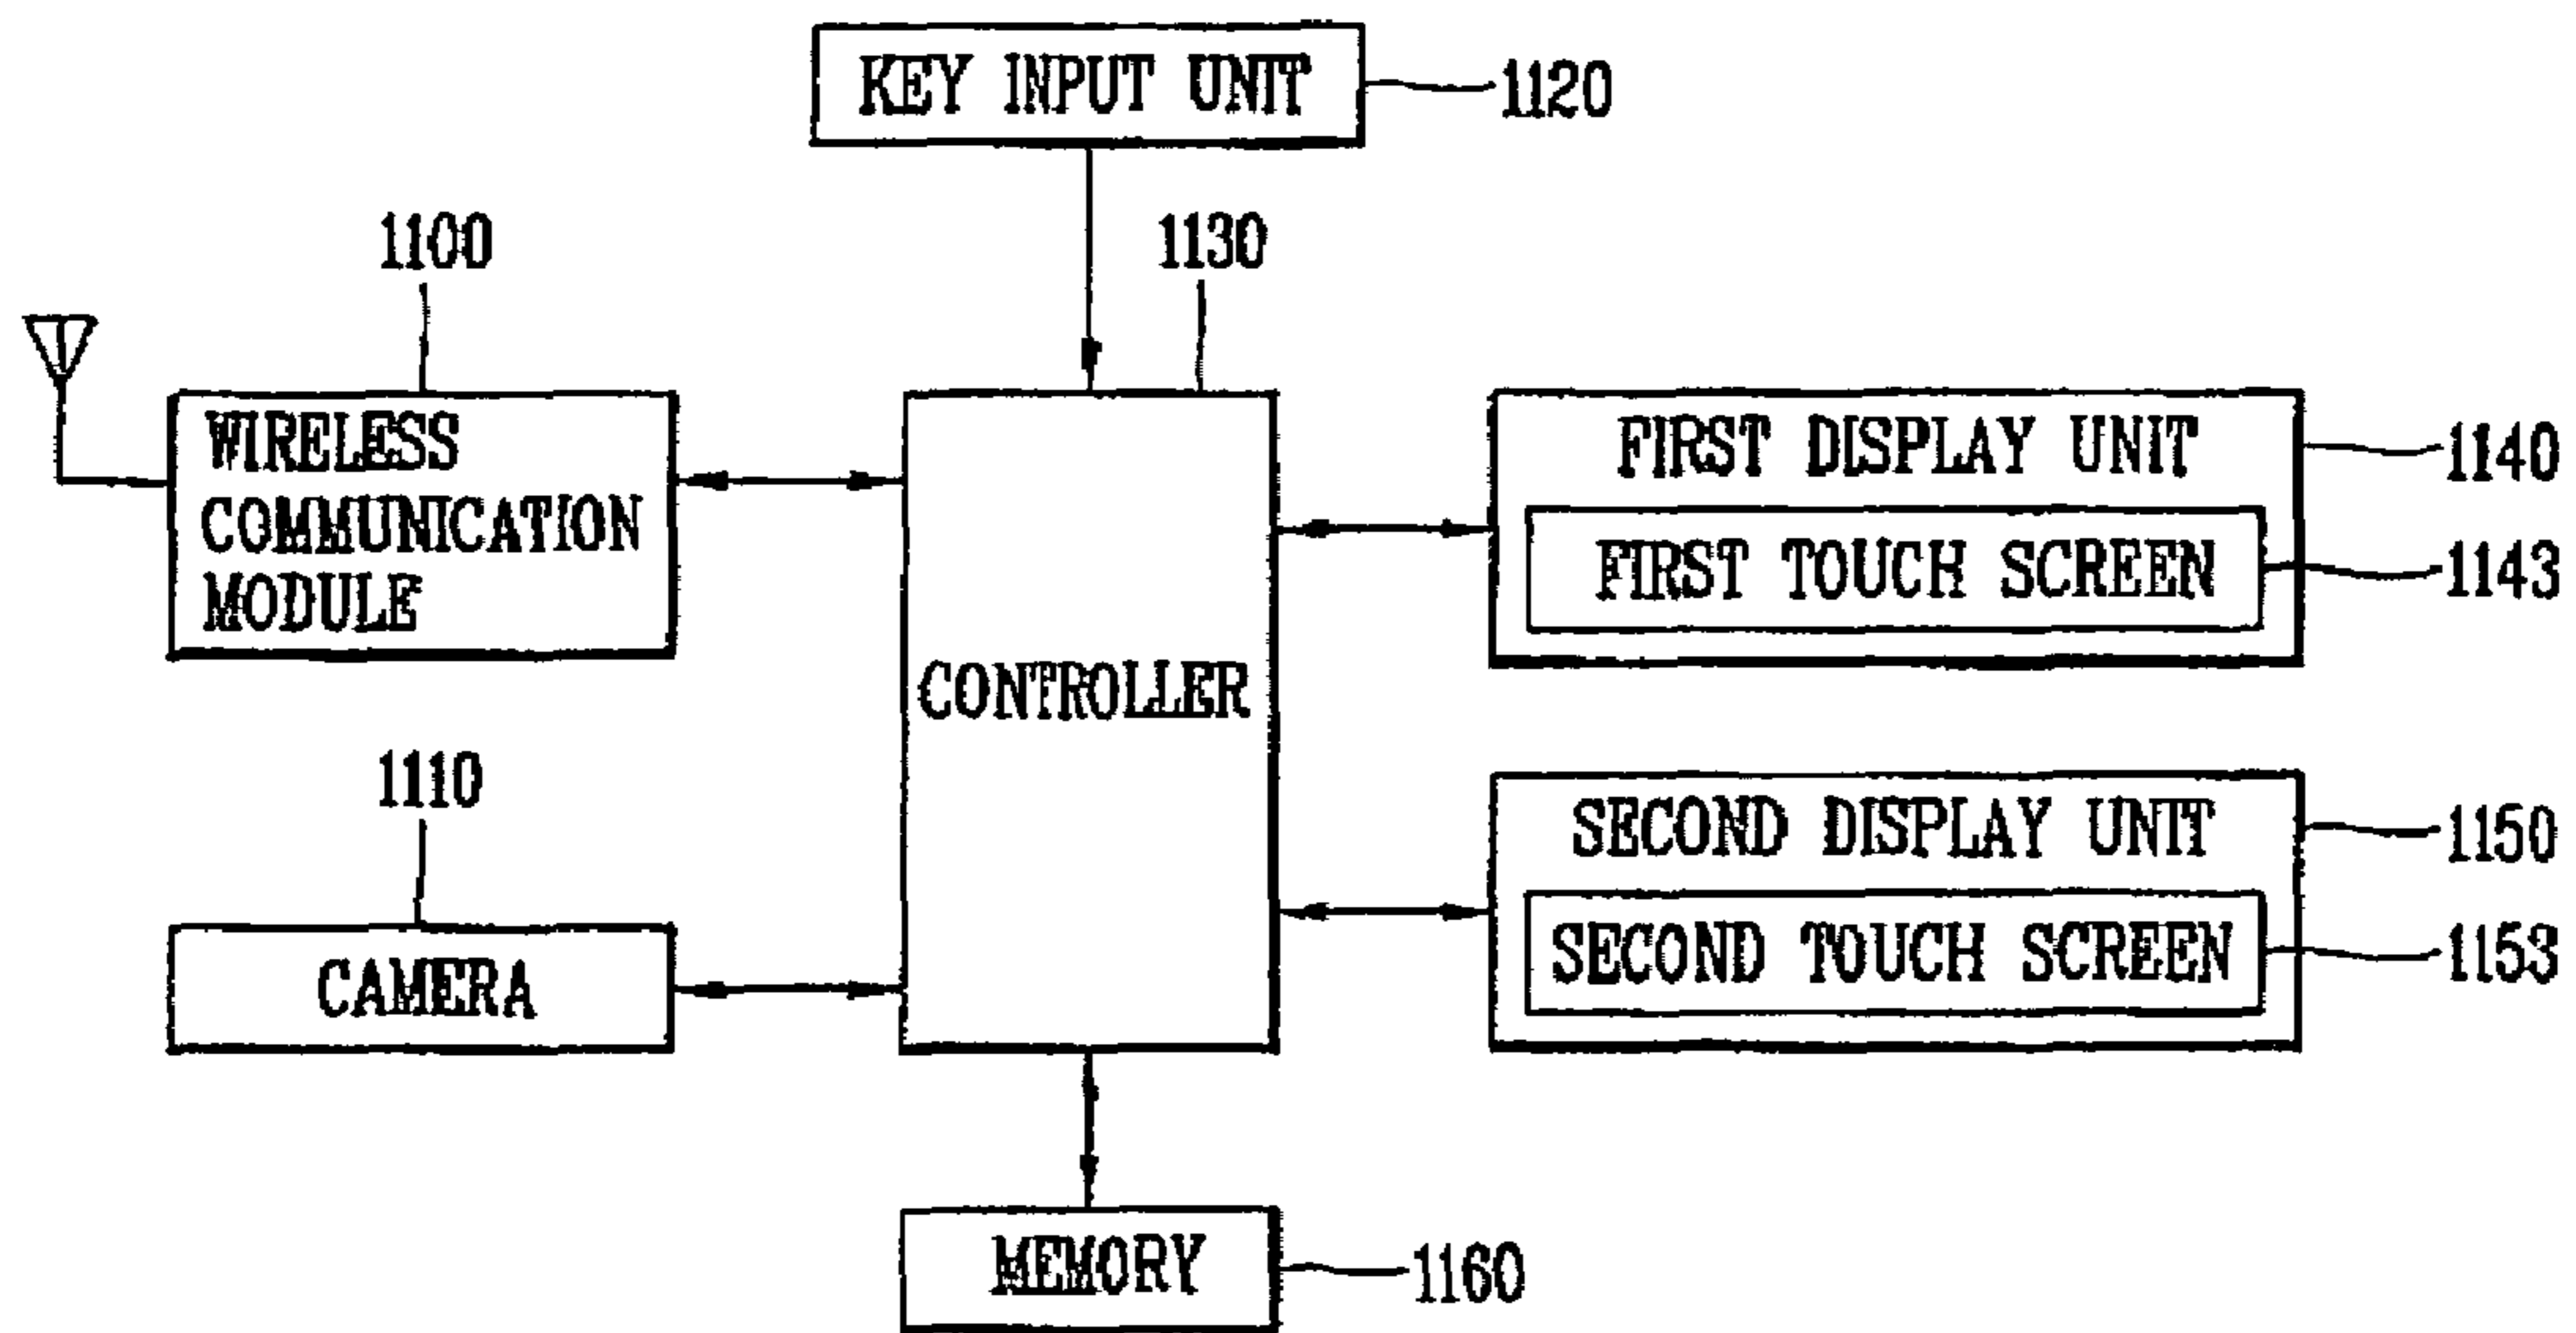 KEY INPUT UNIT
1120
1100
1130
WIRELESS
COMMUNICATION
MODULE
FIRST DISPLAY UNIT
1140
FIRST TOUCH SCREEN
1143
CONTROLLER
1110
SECOND DISPLAY UNIT
1150
CAMERA
SECOND TOUCH SCREEN
1153
MEMORY
1160